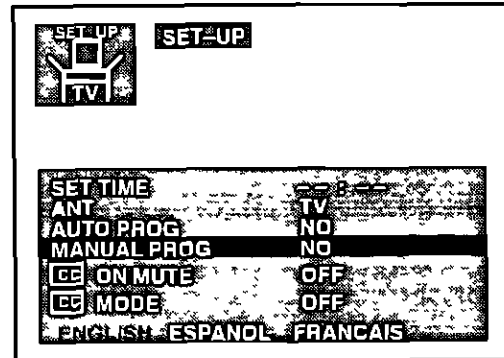 SET-UP SET-UP
TV
SET TIME --:--
ANT TV
AUTO PROG NO
MANUAL PROG NO
CC ON MUTE OFF
CC MODE OFF
ENGLISH ESPANOL FRANCAIS